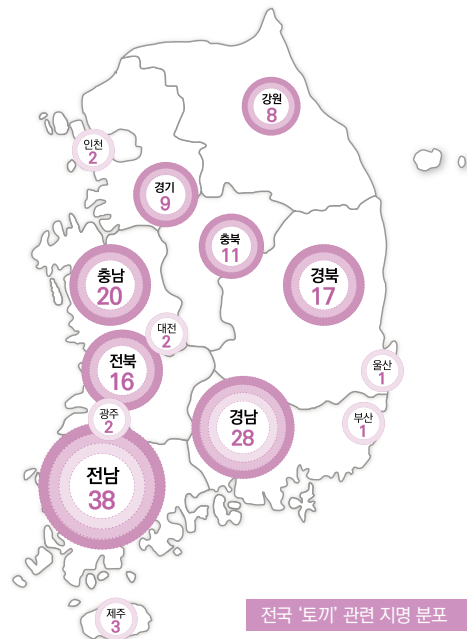 강원
8
인천
2
경기
9
충북
11
충남
20
경북
17
대전
2
전북
16
울산
1
광주
2
경남
28
부산
1
전남
38
제주
3
전국 ‘토끼’ 관련 지명 분포